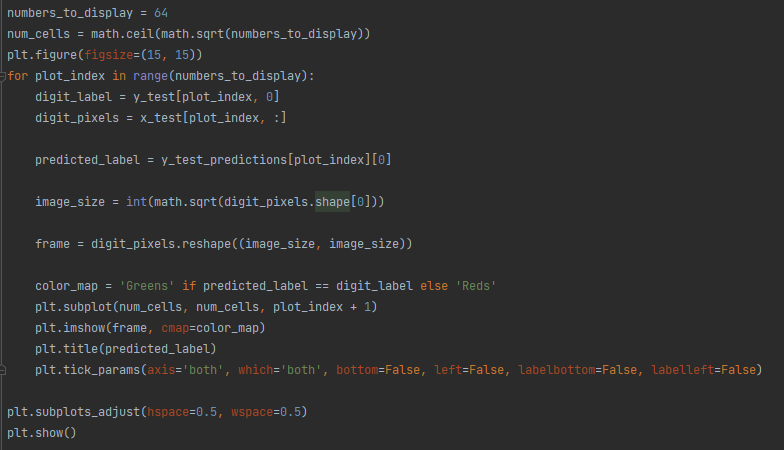 numbers_to_display = 64
num_cells = math.ceil(math.sqrt(numbers_to_display))
plt.figure(figsize=(15, 15))
for plot_index in range(numbers_to_display):
    digit_label = y_test[plot_index, 0]
    digit_pixels = x_test[plot_index, :]

    predicted_label = y_test_predictions[plot_index][0]

    image_size = int(math.sqrt(digit_pixels.shape[0]))

    frame = digit_pixels.reshape((image_size, image_size))

    color_map = 'Greens' if predicted_label == digit_label else 'Reds'
    plt.subplot(num_cells, num_cells, plot_index + 1)
    plt.imshow(frame, cmap=color_map)
    plt.title(predicted_label)
    plt.tick_params(axis='both', which='both', bottom=False, left=False, labelbottom=False, labelleft=False)

plt.subplots_adjust(hspace=0.5, wspace=0.5)
plt.show()